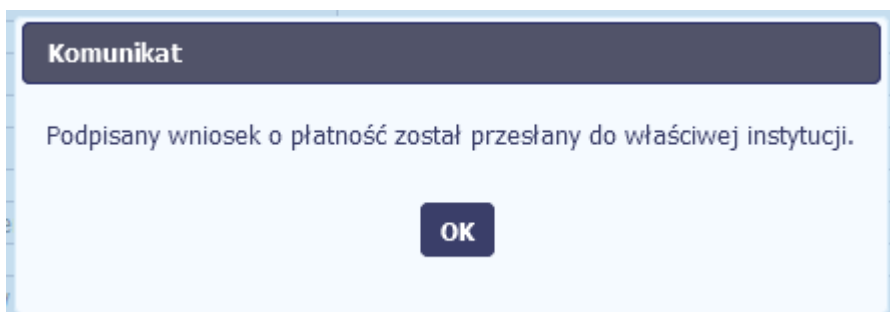 Komunikat
Podpisany wniosek o płatność został przesłany do właściwej instytucji.
OK